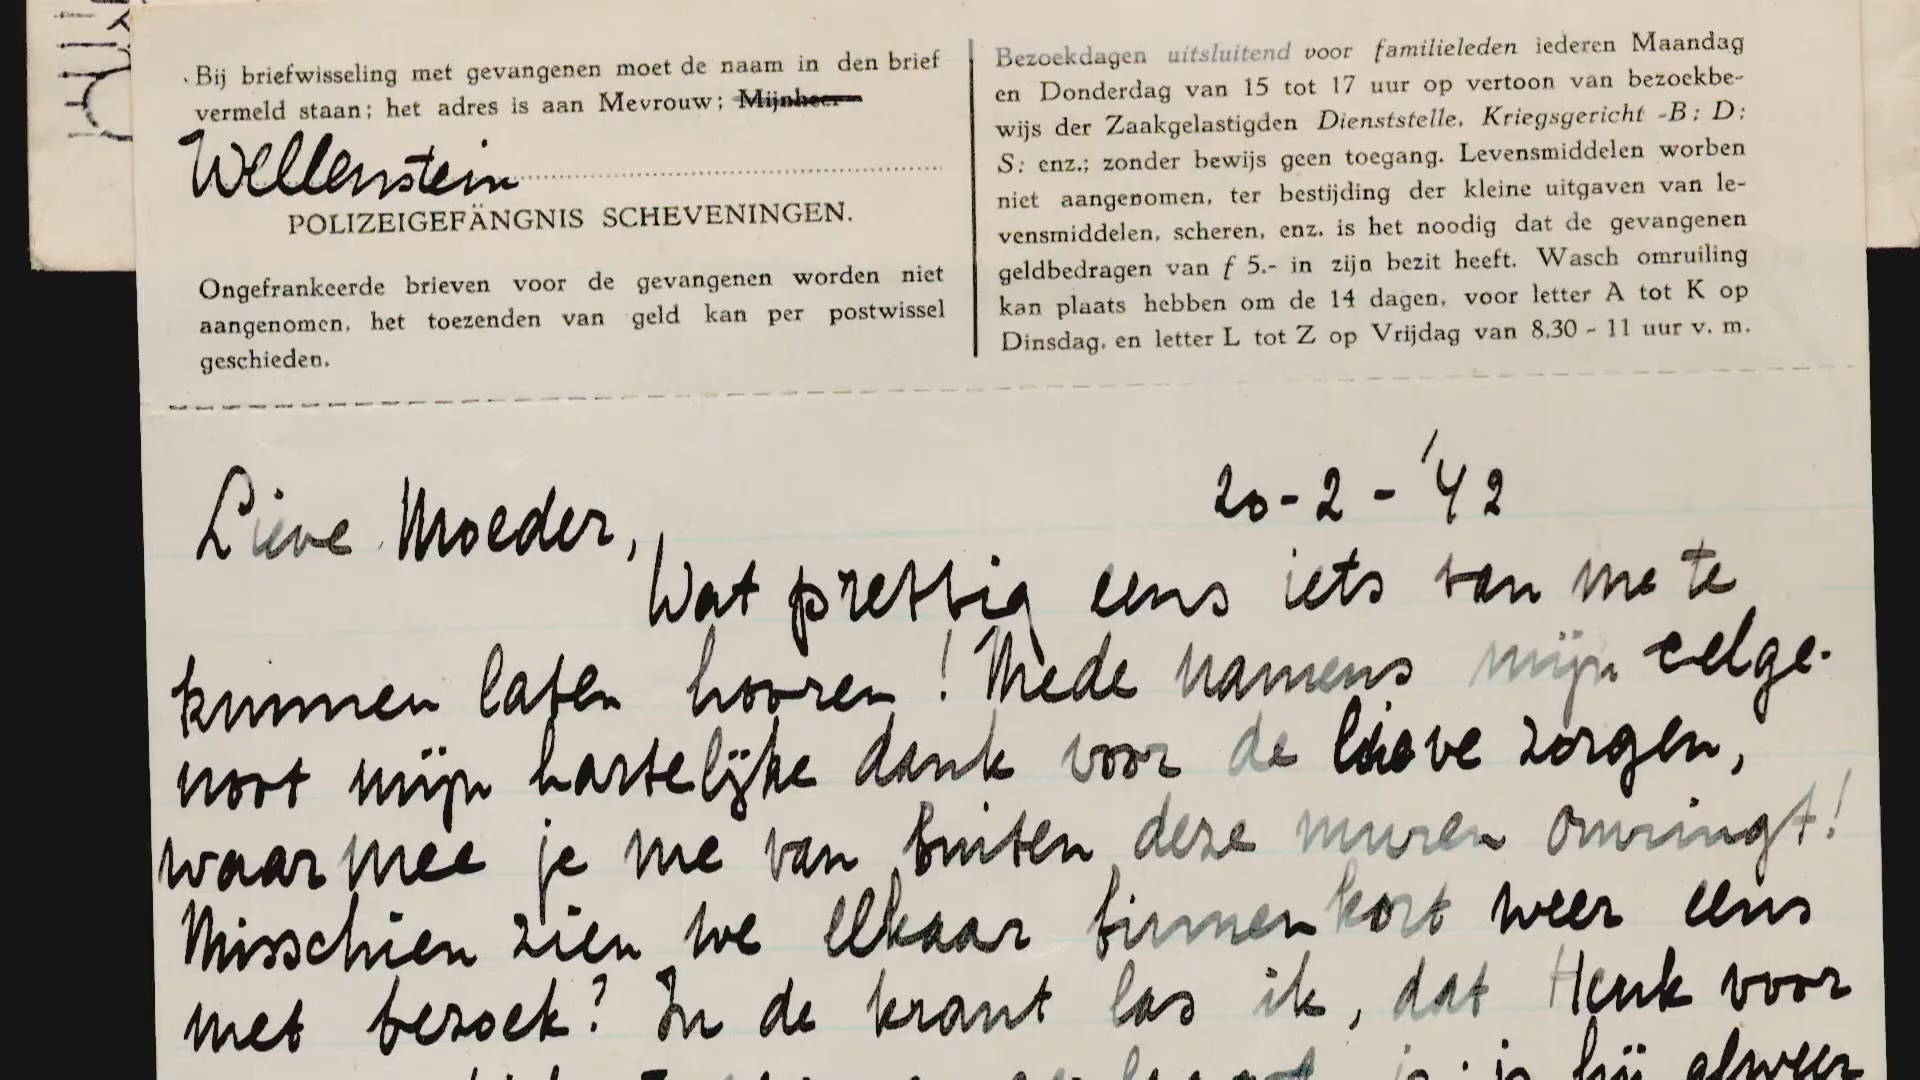 Bij briefwisseling met gevangenen moet de naam in den brief
vermeld staan; het adres is aan Mevrouw; Mijnheer
Wellenstein
POLIZEIGEFÄNGNIS SCHEVENINGEN.
Ongefrankeerde brieven voor de gevangenen worden niet
aangenomen, het toezenden van geld kan per postwissel
geschieden.
Bezoekdagen uitsluitend voor familieleden iederen Maandag
en Donderdag van 15 tot 17 uur op vertoon van bezoekbe-
wijs der Zaakgelastigden Dienststelle, Kriegsgericht -B; D:
S: enz.; zonder bewijs geen toegang. Levensmiddelen worben
niet aangenomen, ter bestijding der kleine uitgaven van le-
vensmiddelen, scheren, enz. is het noodig dat de gevangenen
geldbedragen van f 5.- in zijn bezit heeft. Wasch omruiling
kan plaats hebben om de 14 dagen, voor letter A tot K op
Dinsdag, en letter L tot Z op Vrijdag van 8.30 - 11 uur v. m.
20-2-'42
Lieve Moeder,
Wat prettig eens iets van me te
kunnen laten hooren! Mede namens mijn celge-
noot mijn hartelijke dank voor de lieve zorgen,
waarmee je me van buiten deze muren omringt!
Misschien zien we elkaar binnenkort weer eens
met bezoek? In de krant las ik, dat Henk voor
is hij alweer